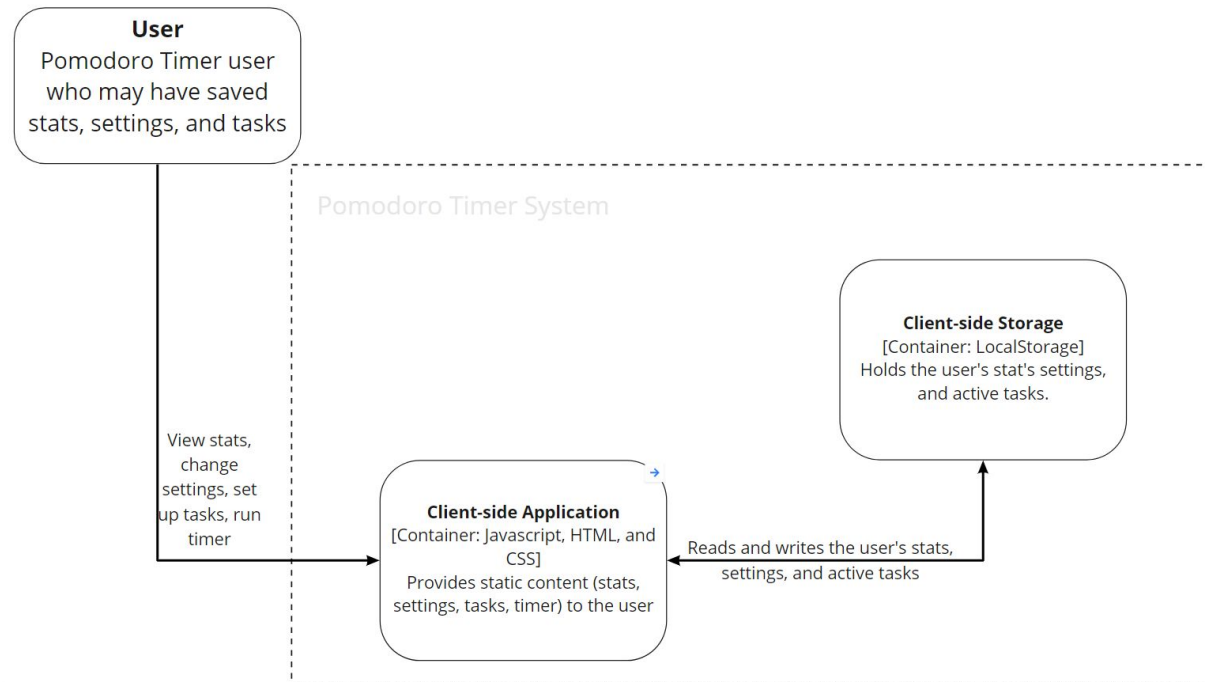 User
Pomodoro Timer user
who may have saved
stats, settings, and tasks
Pomodoro Timer System
Client-side Storage
[Container: LocalStorage]
Holds the user's stat's settings,
and active tasks.
View stats,
change
settings, set
up tasks, run
timer
Client-side Application
[Container: Javascript, HTML, and
CSS]
Provides static content (stats,
settings, tasks, timer) to the user
Reads and writes the user's stats,
settings, and active tasks